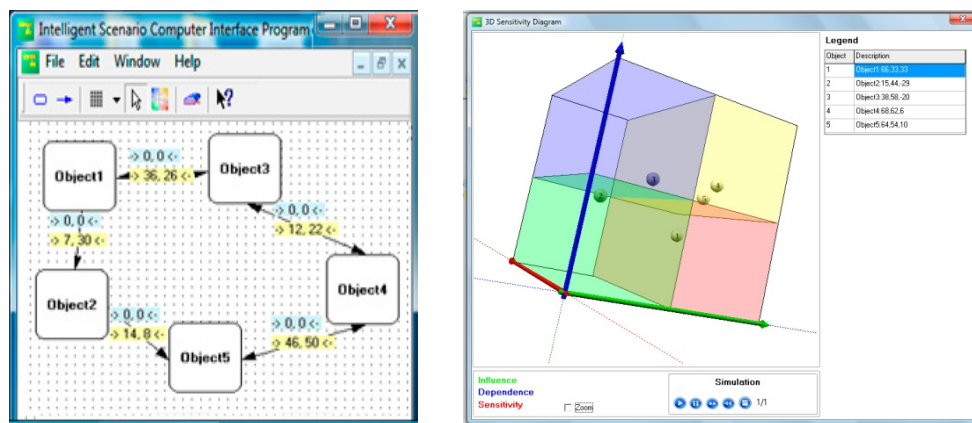 Intelligent Scenario Computer Interface Program
File Edit Window Help
Object1
-> 0, 0 <-
-> 36, 26 <-
Object3
-> 0, 0 <-
-> 7, 30 <-
-> 0, 0 <-
-> 12, 22 <-
Object2
Object4
-> 0, 0 <-
-> 14, 8 <-
-> 0, 0 <-
-> 46, 50 <-
Object5
3D Sensitivity Diagram
Legend
Object Description
1 Object1:66,33,33
2 Object2:15,44,-29
3 Object3:38,58,-20
4 Object4:68,62,6
5 Object5:64,54,10
Influence
Dependence
Sensitivity
Zoom
Simulation
1/1